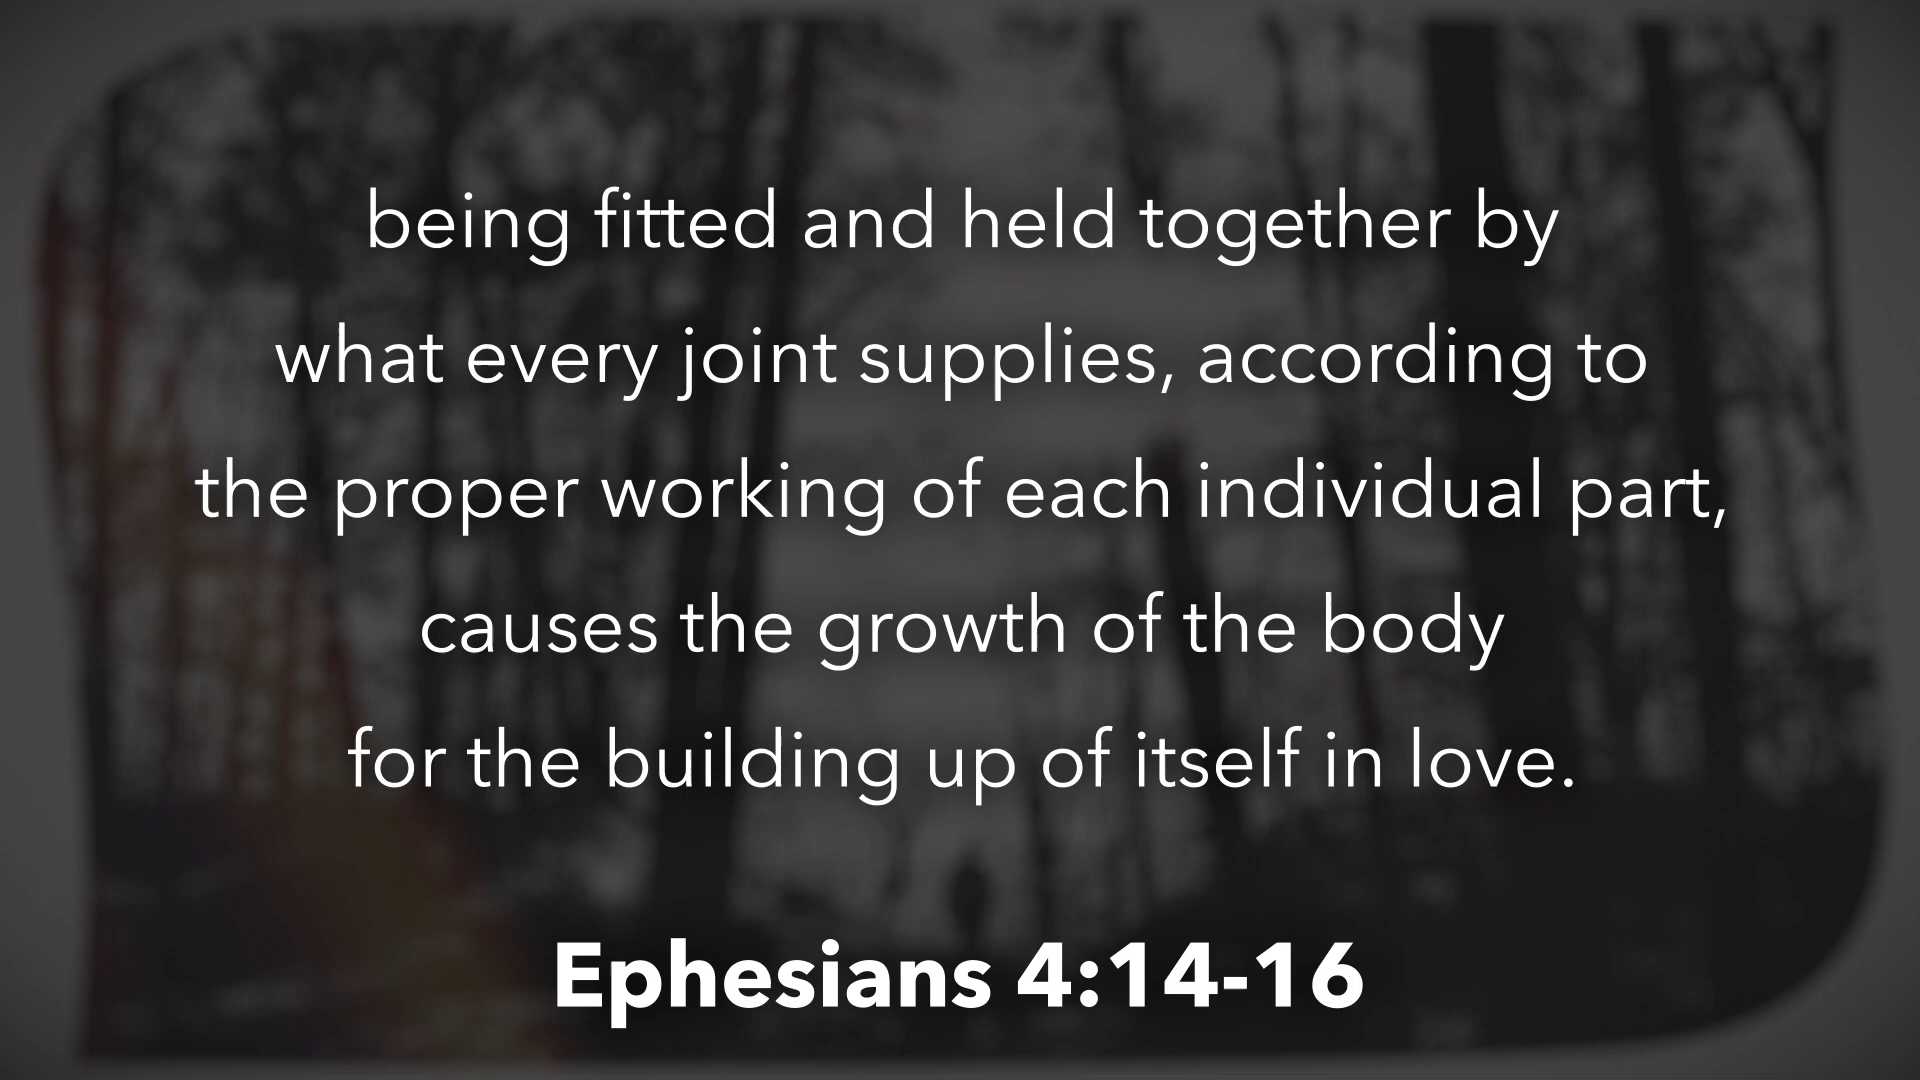 being fitted and held together by
what every joint supplies, according to
the proper working of each individual part,
causes the growth of the body
for the building up of itself in love.
Ephesians 4:14-16